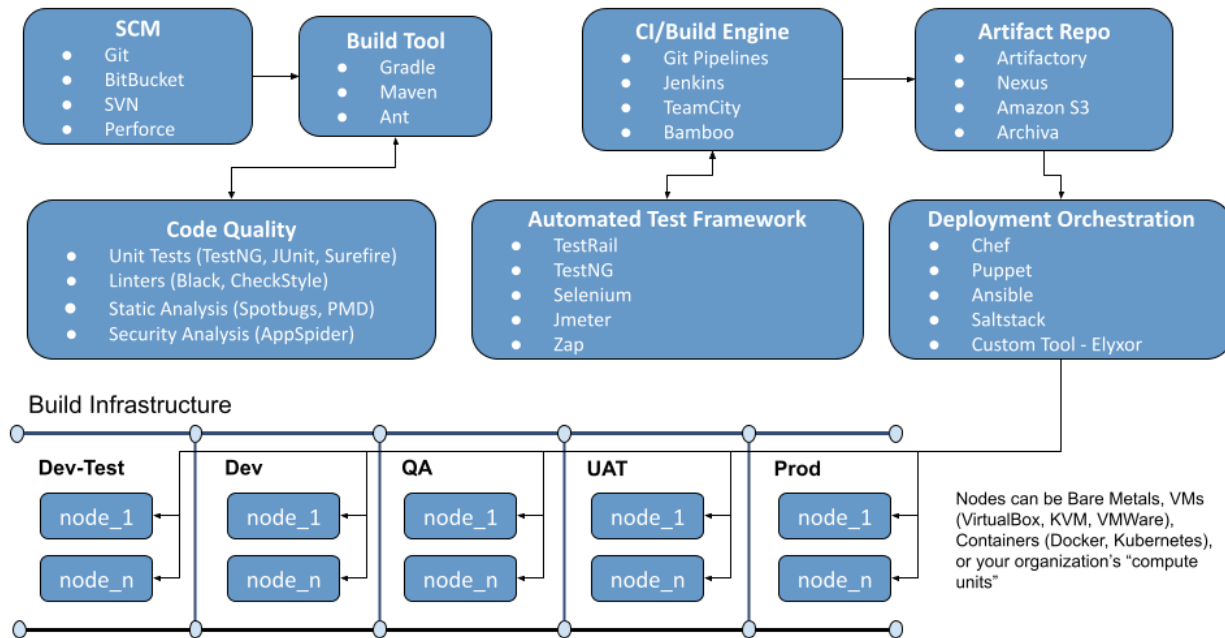 SCM
● Git
● BitBucket
● SVN
● Perforce
Build Tool
● Gradle
● Maven
● Ant
CI/Build Engine
● Git Pipelines
● Jenkins
● TeamCity
● Bamboo
Artifact Repo
● Artifactory
● Nexus
● Amazon S3
● Archiva
Code Quality
● Unit Tests (TestNG, JUnit, Surefire)
● Linters (Black, CheckStyle)
● Static Analysis (Spotbugs, PMD)
● Security Analysis (AppSpider)
Automated Test Framework
● TestRail
● TestNG
● Selenium
● Jmeter
● Zap
Deployment Orchestration
● Chef
● Puppet
● Ansible
● Saltstack
● Custom Tool - Elyxor
Build Infrastructure
Dev-Test
node_1
node_n
Dev
node_1
node_n
QA
node_1
node_n
UAT
node_1
node_n
Prod
node_1
node_n
Nodes can be Bare Metals, VMs
(VirtualBox, KVM, VMWare),
Containers (Docker, Kubernetes),
or your organization’s “compute
units”